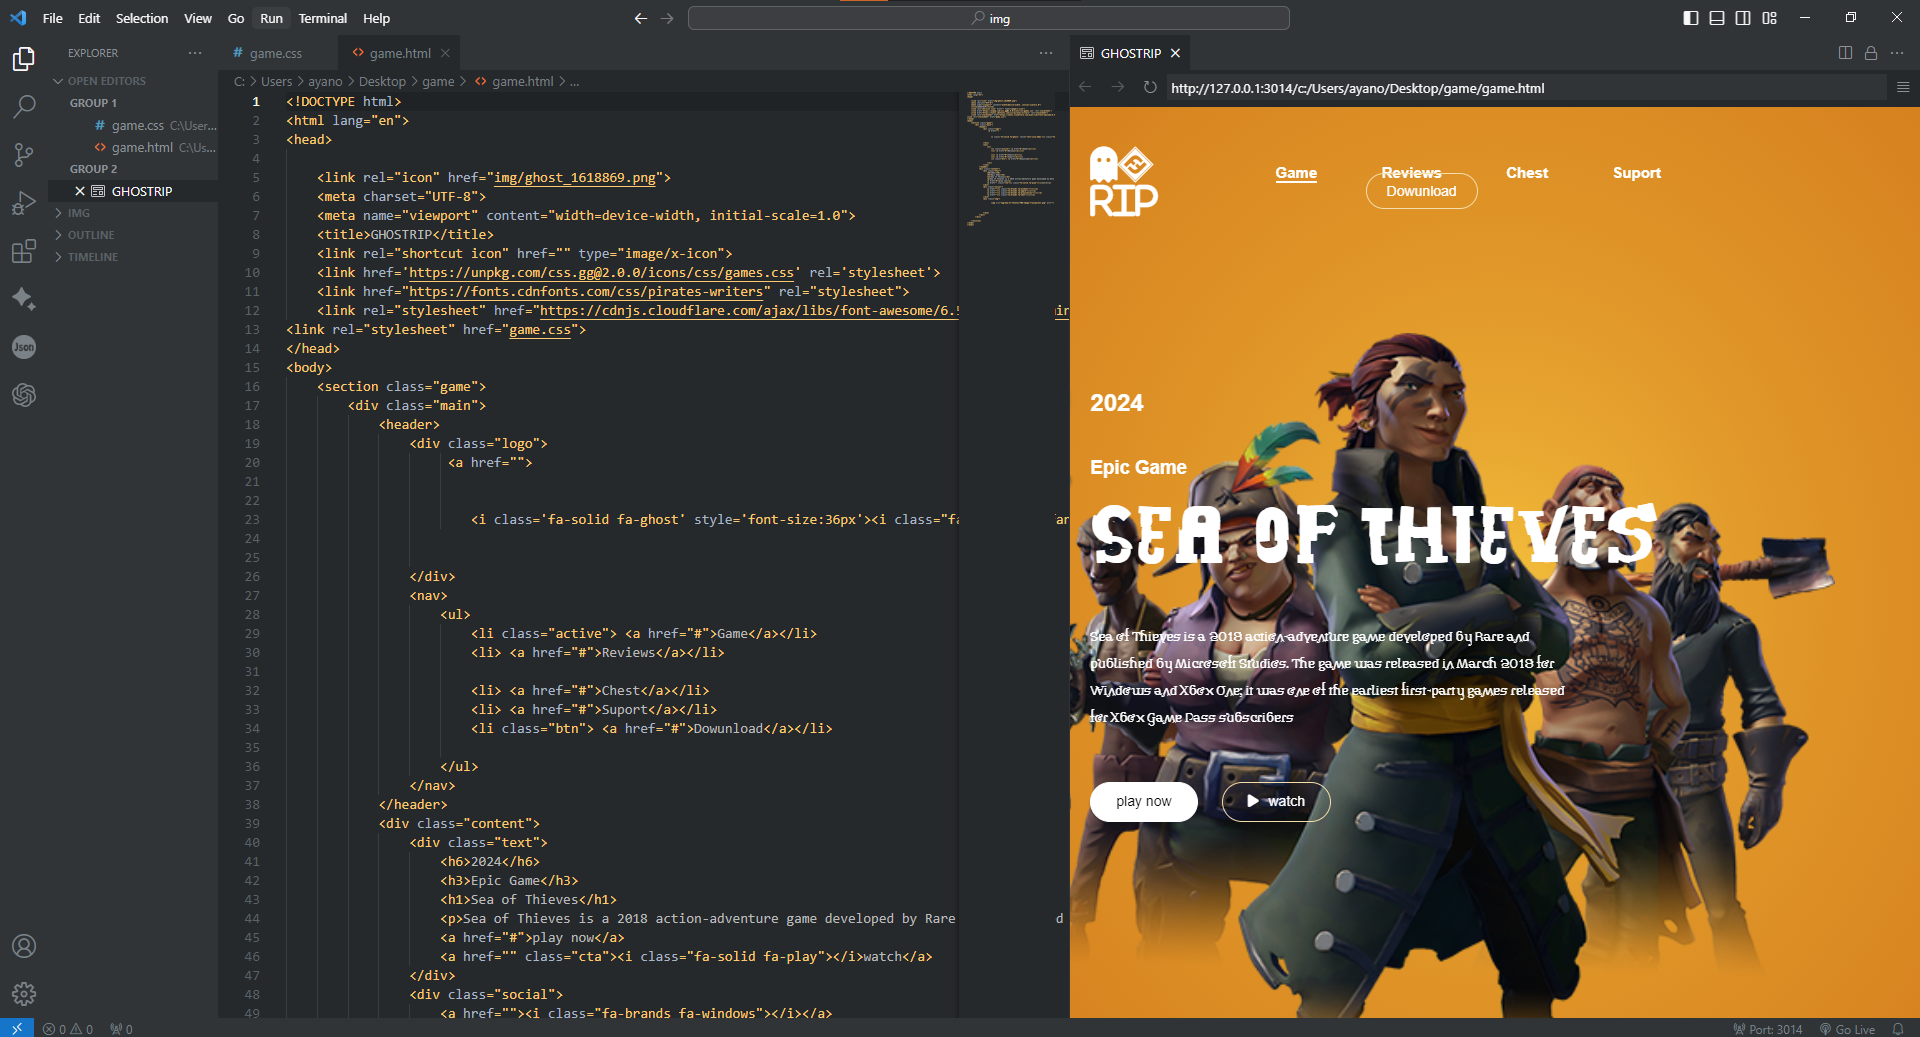 File Edit Selection View Go Run Terminal Help
img
EXPLORER
OPEN EDITORS
GROUP 1
# game.css C:\User...
<> game.html C:\Us...
GROUP 2
GHOSTRIP
IMG
OUTLINE
TIMELINE
Json
# game.css
<> game.html
C: > Users > ayano > Desktop > game > <> game.html > ...
1 <!DOCTYPE html>
2 <html lang="en">
3 <head>
4
5 <link rel="icon" href="img/ghost_1618869.png">
6 <meta charset="UTF-8">
7 <meta name="viewport" content="width=device-width, initial-scale=1.0">
8 <title>GHOSTRIP</title>
9 <link rel="shortcut icon" href="" type="image/x-icon">
10 <link href='https://unpkg.com/css.gg@2.0.0/icons/css/games.css' rel='stylesheet'>
11 <link href="https://fonts.cdnfonts.com/css/pirates-writers" rel="stylesheet">
12 <link rel="stylesheet" href="https://cdnjs.cloudflare.com/ajax/libs/font-awesome/6.
13 <link rel="stylesheet" href="game.css">
14 </head>
15 <body>
16 <section class="game">
17 <div class="main">
18 <header>
19 <div class="logo">
20 <a href="">
21
22
23 <i class='fa-solid fa-ghost' style='font-size:36px'><i class="fa
24
25
26 </div>
27 <nav>
28 <ul>
29 <li class="active"> <a href="#">Game</a></li>
30 <li> <a href="#">Reviews</a></li>
31
32 <li> <a href="#">Chest</a></li>
33 <li> <a href="#">Suport</a></li>
34 <li class="btn"> <a href="#">Dowunload</a></li>
35
36 </ul>
37 </nav>
38 </header>
39 <div class="content">
40 <div class="text">
41 <h6>2024</h6>
42 <h3>Epic Game</h3>
43 <h1>Sea of Thieves</h1>
44 <p>Sea of Thieves is a 2018 action-adventure game developed by Rare
45 <a href="#">play now</a>
46 <a href="" class="cta"><i class="fa-solid fa-play"></i>watch</a>
47 </div>
48 <div class="social">
49 <a href=""><i class="fa-brands fa-windows"></i></a>
GHOSTRIP
http://127.0.0.1:3014/c:/Users/ayano/Desktop/game/game.html
RIP
Game Reviews Chest Suport
Dowunload
2024
Epic Game
SEA OF THIEVES
Sea of Thieves is a 2018 action-adventure game developed by Rare and
published by Microsoft Studios. The game was released in March 2018 for
Windows and Xbox One; it was one of the earliest first-party games released
for Xbox Game Pass subscribers
play now watch
0 0 0
Port: 3014 Go Live